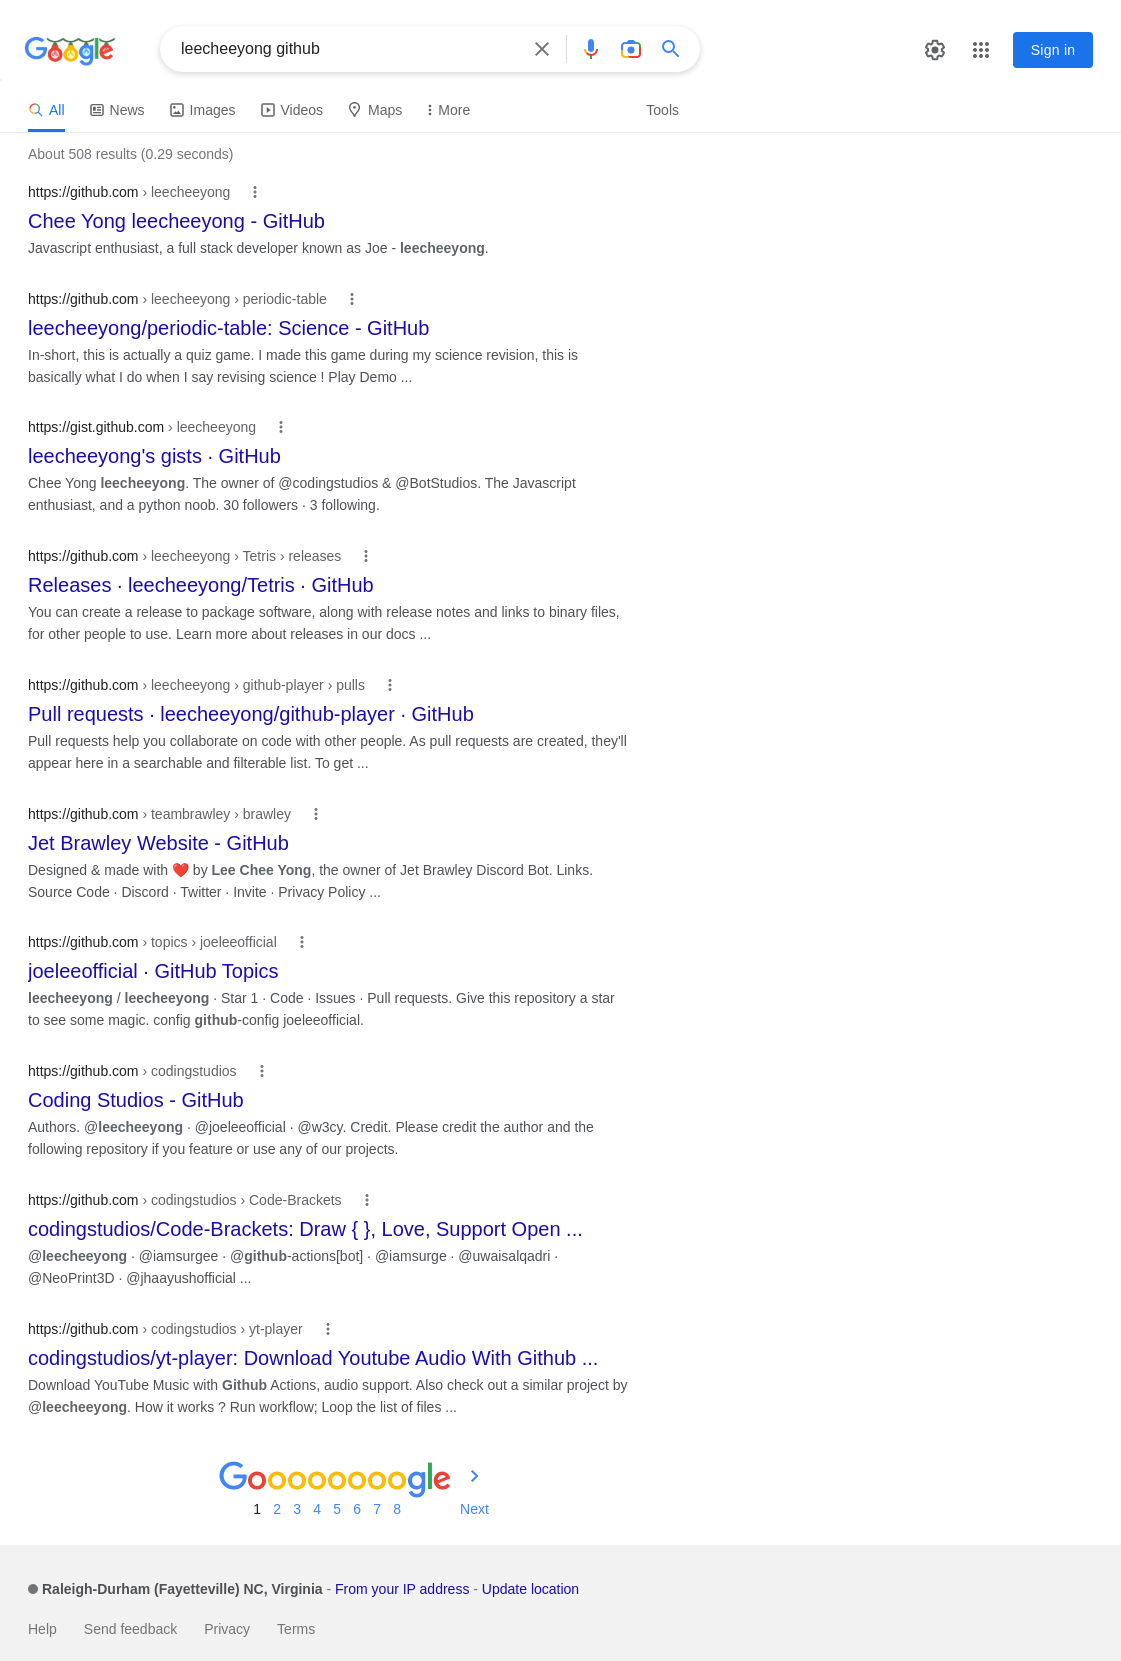 Google
leecheeyong github
Sign in
All
News
Images
Videos
Maps
More
Tools
About 508 results (0.29 seconds)
https://github.com › leecheeyong
Chee Yong leecheeyong - GitHub
Javascript enthusiast, a full stack developer known as Joe - leecheeyong.
https://github.com › leecheeyong › periodic-table
leecheeyong/periodic-table: Science - GitHub
In-short, this is actually a quiz game. I made this game during my science revision, this is
basically what I do when I say revising science ! Play Demo ...
https://gist.github.com › leecheeyong
leecheeyong's gists · GitHub
Chee Yong leecheeyong. The owner of @codingstudios & @BotStudios. The Javascript
enthusiast, and a python noob. 30 followers · 3 following.
https://github.com › leecheeyong › Tetris › releases
Releases · leecheeyong/Tetris · GitHub
You can create a release to package software, along with release notes and links to binary files,
for other people to use. Learn more about releases in our docs ...
https://github.com › leecheeyong › github-player › pulls
Pull requests · leecheeyong/github-player · GitHub
Pull requests help you collaborate on code with other people. As pull requests are created, they'll
appear here in a searchable and filterable list. To get ...
https://github.com › teambrawley › brawley
Jet Brawley Website - GitHub
Designed & made with ❤️ by Lee Chee Yong, the owner of Jet Brawley Discord Bot. Links.
Source Code · Discord · Twitter · Invite · Privacy Policy ...
https://github.com › topics › joeleeofficial
joeleeofficial · GitHub Topics
leecheeyong / leecheeyong · Star 1 · Code · Issues · Pull requests. Give this repository a star
to see some magic. config github-config joeleeofficial.
https://github.com › codingstudios
Coding Studios - GitHub
Authors. @leecheeyong · @joeleeofficial · @w3cy. Credit. Please credit the author and the
following repository if you feature or use any of our projects.
https://github.com › codingstudios › Code-Brackets
codingstudios/Code-Brackets: Draw { }, Love, Support Open ...
@leecheeyong · @iamsurgee · @github-actions[bot] · @iamsurge · @uwaisalqadri ·
@NeoPrint3D · @jhaayushofficial ...
https://github.com › codingstudios › yt-player
codingstudios/yt-player: Download Youtube Audio With Github ...
Download YouTube Music with Github Actions, audio support. Also check out a similar project by
@leecheeyong. How it works ? Run workflow; Loop the list of files ...
Goooooooogle
1 2 3 4 5 6 7 8 Next
Raleigh-Durham (Fayetteville) NC, Virginia - From your IP address - Update location
Help Send feedback Privacy Terms